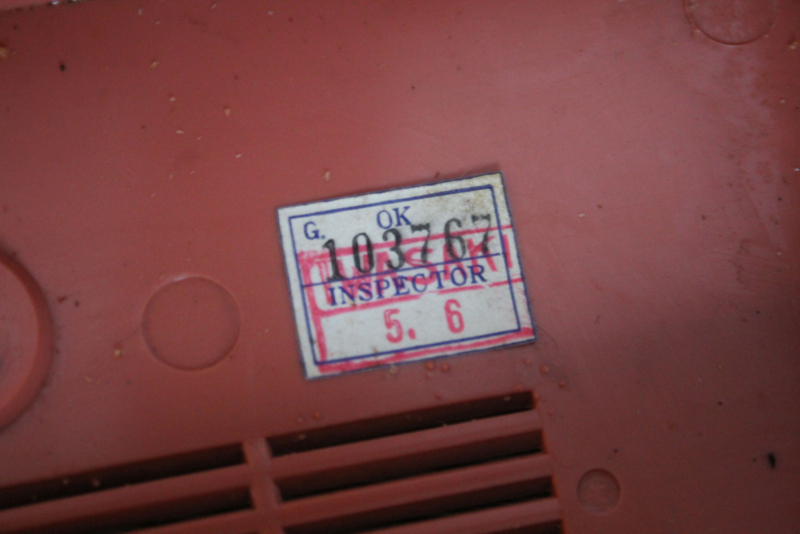 G. OK
103767
INSPECTOR
5. 6